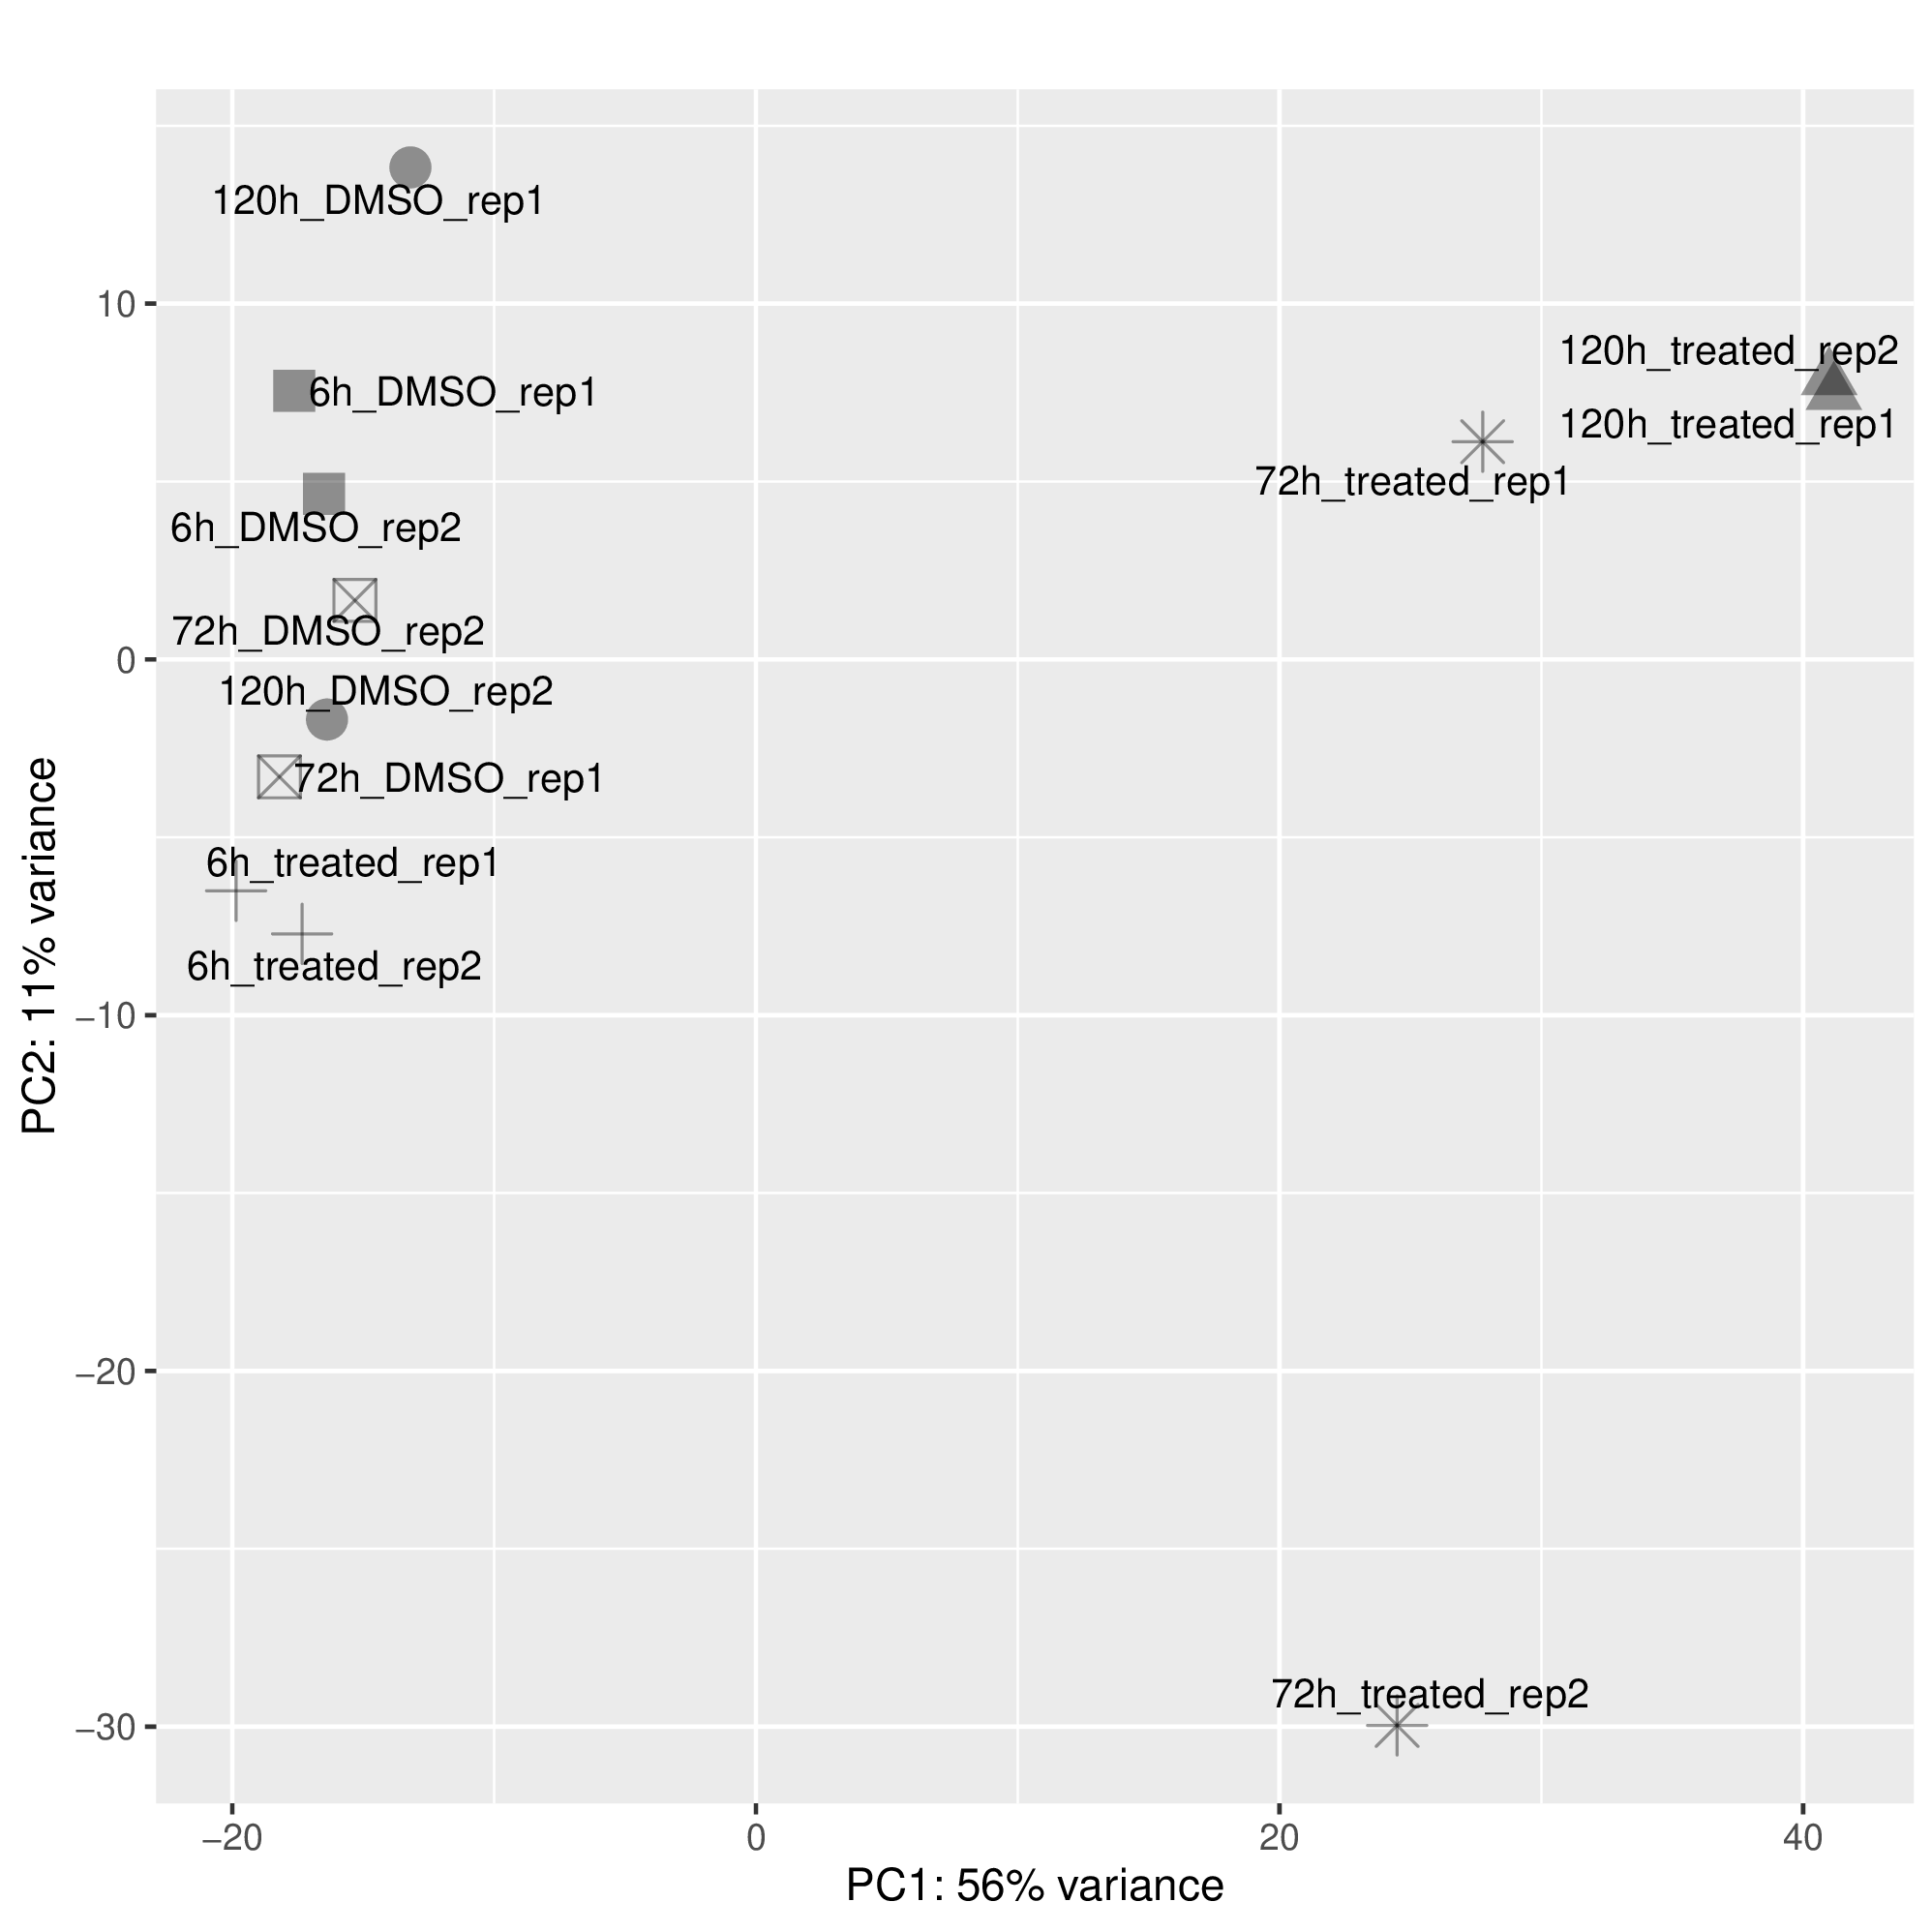 120h_DMSO_rep1
10
120h_treated_rep2
6h_DMSO_rep1
120h_treated_rep1
72h_treated_rep1
6h_DMSO_rep2
72h_DMSO_rep2
0
120h_DMSO_rep2
72h_DMSO_rep1
6h_treated_rep1
6h_treated_rep2
−10
PC2: 11% variance
−20
72h_treated_rep2
−30
−20 0 20 40
PC1: 56% variance